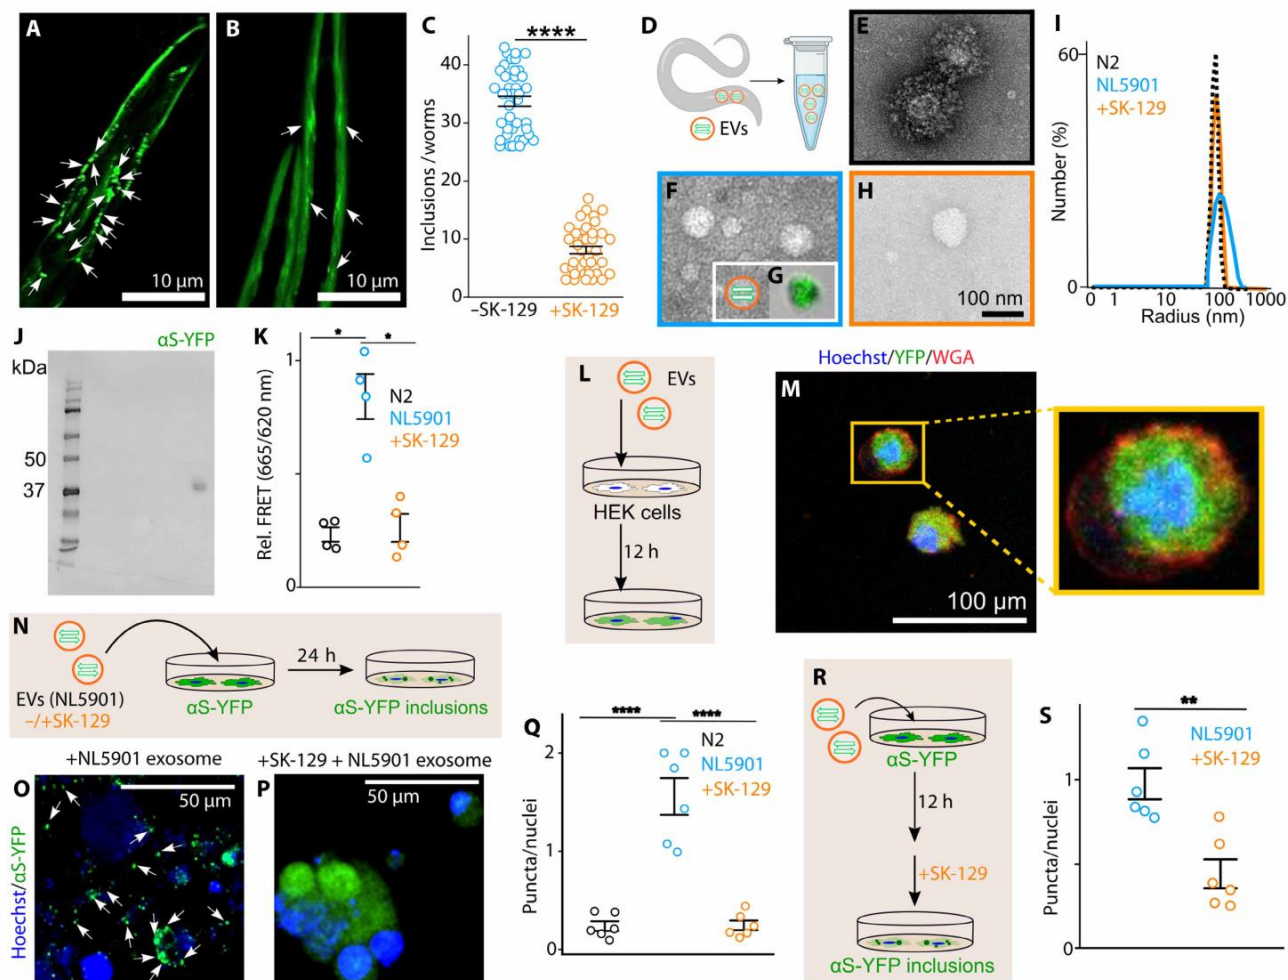 A
10 µm
B
10 µm
C
****
Inclusions/worms
40
30
20
10
0
–SK-129
+SK-129
D
EVs
E
F
G
H
100 nm
I
60
N2
NL5901
+SK-129
Number (%)
0
0 1 10 100 1000
Radius (nm)
J
αS-YFP
kDa
50
37
K
* *
1
N2
NL5901
+SK-129
Rel. FRET (665/620 nm)
0
L
EVs
HEK cells
12 h
Hoechst/YFP/WGA
M
100 µm
N
EVs (NL5901)
–/+SK-129
αS-YFP
24 h
αS-YFP inclusions
+NL5901 exosome
O
50 µm
Hoechst/αS-YFP
+SK-129 + NL5901 exosome
P
50 µm
Q
**** ****
N2
NL5901
+SK-129
Puncta/nuclei
2
1
0
R
αS-YFP
12 h
+SK-129
αS-YFP inclusions
S
**
NL5901
+SK-129
Puncta/nuclei
1
0